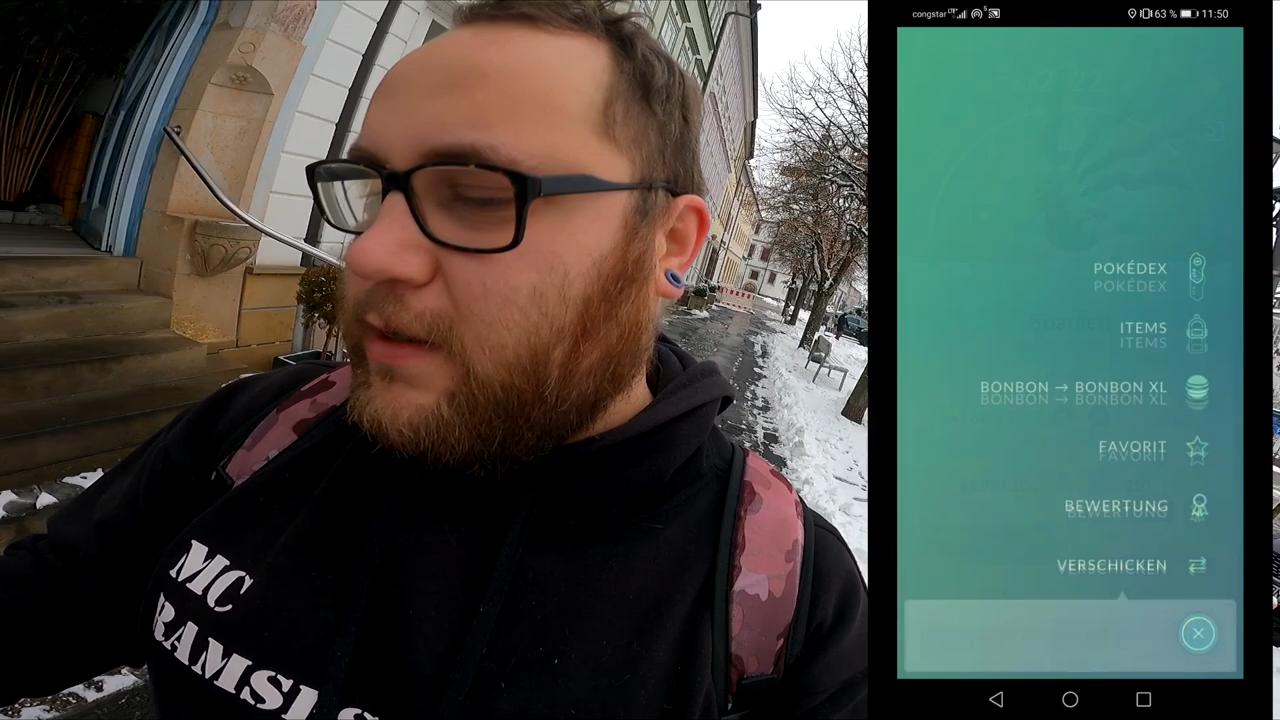 congstar 63 % 11:50
POKÉDEX
POKÉDEX
ITEMS
ITEMS
BONBON → BONBON XL
BONBON → BONBON XL
FAVORIT
FAVORIT
BEWERTUNG
BEWERTUNG
VERSCHICKEN
VERSCHICKEN
MC